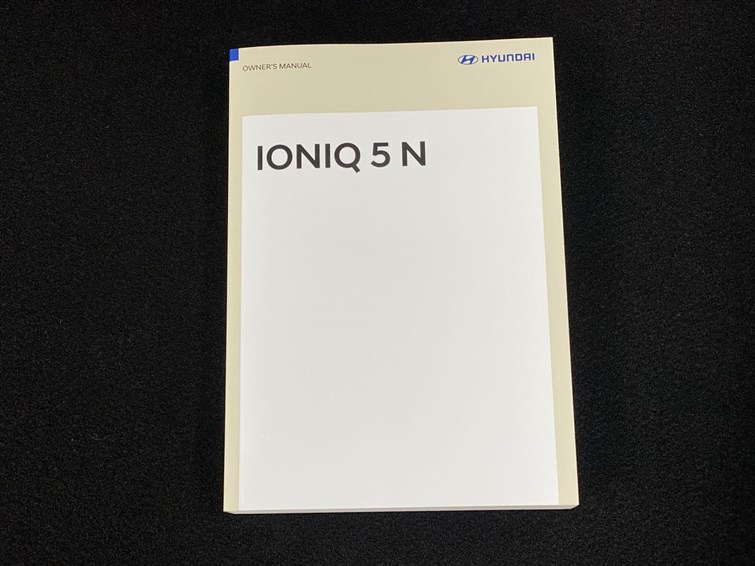 OWNER'S MANUAL
HYUNDAI
IONIQ 5 N